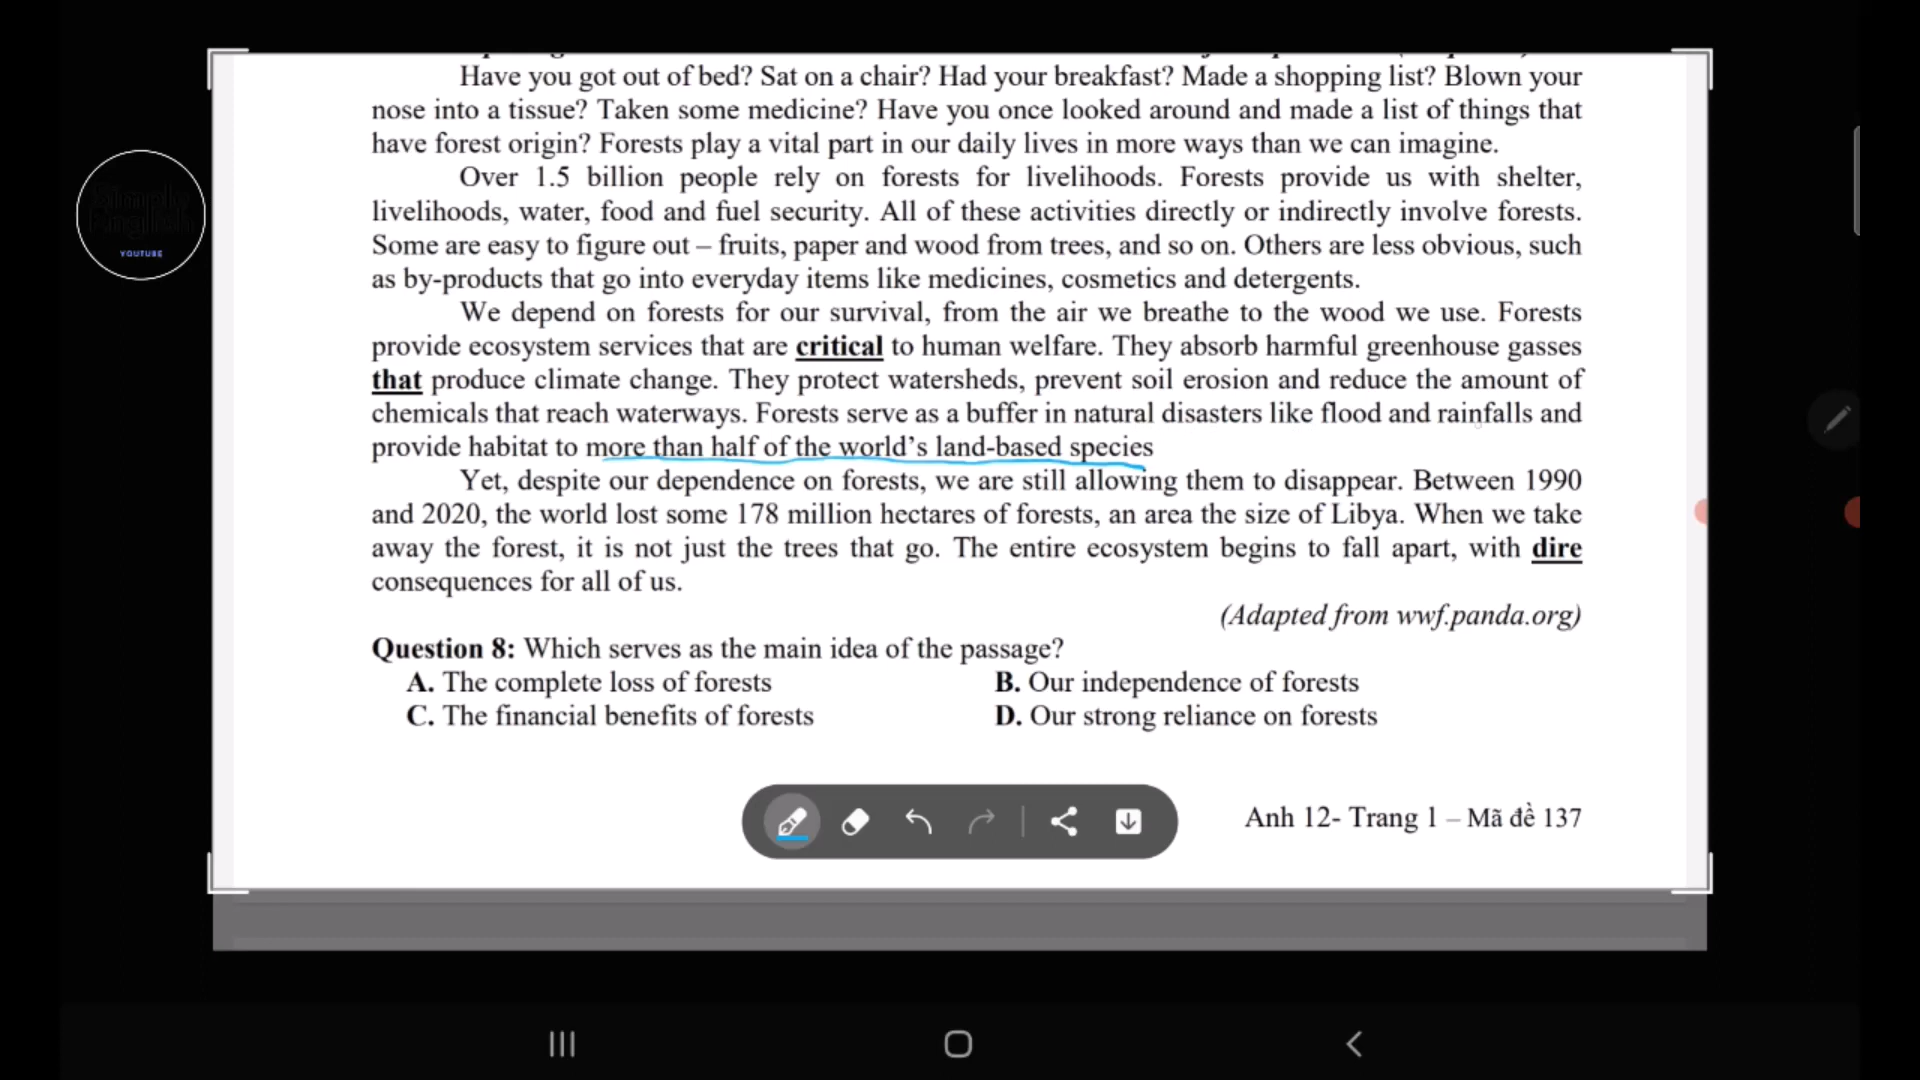 Have you got out of bed? Sat on a chair? Had your breakfast? Made a shopping list? Blown your
nose into a tissue? Taken some medicine? Have you once looked around and made a list of things that
have forest origin? Forests play a vital part in our daily lives in more ways than we can imagine.
Over 1.5 billion people rely on forests for livelihoods. Forests provide us with shelter,
livelihoods, water, food and fuel security. All of these activities directly or indirectly involve forests.
Some are easy to figure out – fruits, paper and wood from trees, and so on. Others are less obvious, such
as by-products that go into everyday items like medicines, cosmetics and detergents.
We depend on forests for our survival, from the air we breathe to the wood we use. Forests
provide ecosystem services that are critical to human welfare. They absorb harmful greenhouse gasses
that produce climate change. They protect watersheds, prevent soil erosion and reduce the amount of
chemicals that reach waterways. Forests serve as a buffer in natural disasters like flood and rainfalls and
provide habitat to more than half of the world's land-based species
Yet, despite our dependence on forests, we are still allowing them to disappear. Between 1990
and 2020, the world lost some 178 million hectares of forests, an area the size of Libya. When we take
away the forest, it is not just the trees that go. The entire ecosystem begins to fall apart, with dire
consequences for all of us.
(Adapted from wwf.panda.org)
Question 8: Which serves as the main idea of the passage?
A. The complete loss of forests B. Our independence of forests
C. The financial benefits of forests D. Our strong reliance on forests
Anh 12- Trang 1 – Mã đề 137
Simply
English
YOUTUBE